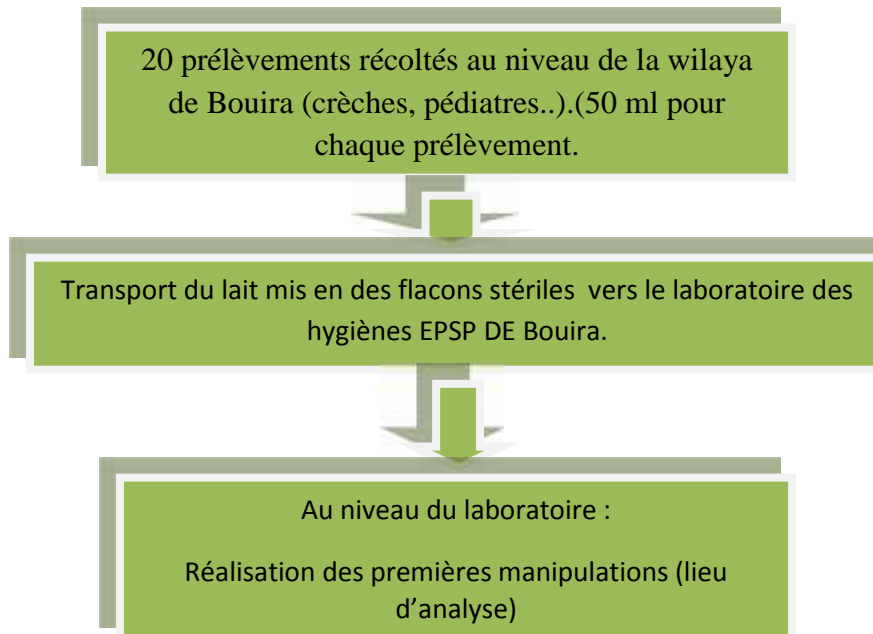 20 prélèvements récoltés au niveau de la wilaya
de Bouira (crèches, pédiatres..).(50 ml pour
chaque prélèvement.
Transport du lait mis en des flacons stériles vers le laboratoire des
hygiènes EPSP DE Bouira.
Au niveau du laboratoire :
Réalisation des premières manipulations (lieu
d’analyse)